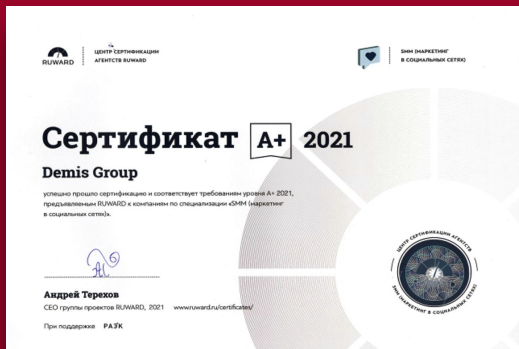 RUWARD
ЦЕНТР СЕРТИФИКАЦИИ
АГЕНТСТВ RUWARD
SMM (МАРКЕТИНГ
В СОЦИАЛЬНЫХ СЕТЯХ)
Сертификат A+ 2021
Demis Group
успешно прошло сертификацию и соответствует требованиям уровня A+ 2021,
предъявляемым RUWARD к компаниям по специализации «SMM (маркетинг
в социальных сетях)».
Андрей Терехов
CEO группы проектов RUWARD, 2021 www.ruward.ru/certificates/
При поддержке РАЭК
ЦЕНТР СЕРТИФИКАЦИИ АГЕНТСТВ
SMM (МАРКЕТИНГ В СОЦИАЛЬНЫХ СЕТЯХ)